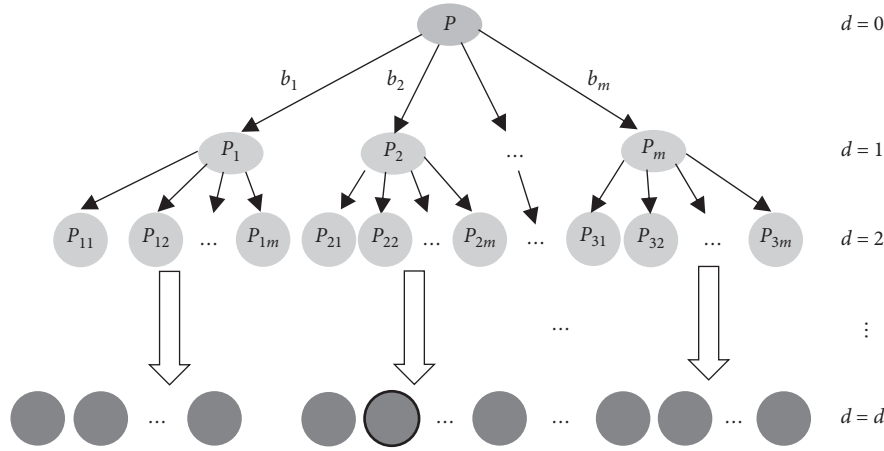 P d = 0
b1 b2 bm
P1 P2 ... Pm d = 1
P11 P12 ... P1m P21 P22 ... P2m ... P31 P32 ... P3m d = 2
... ⋮
... ... ... ... d = d